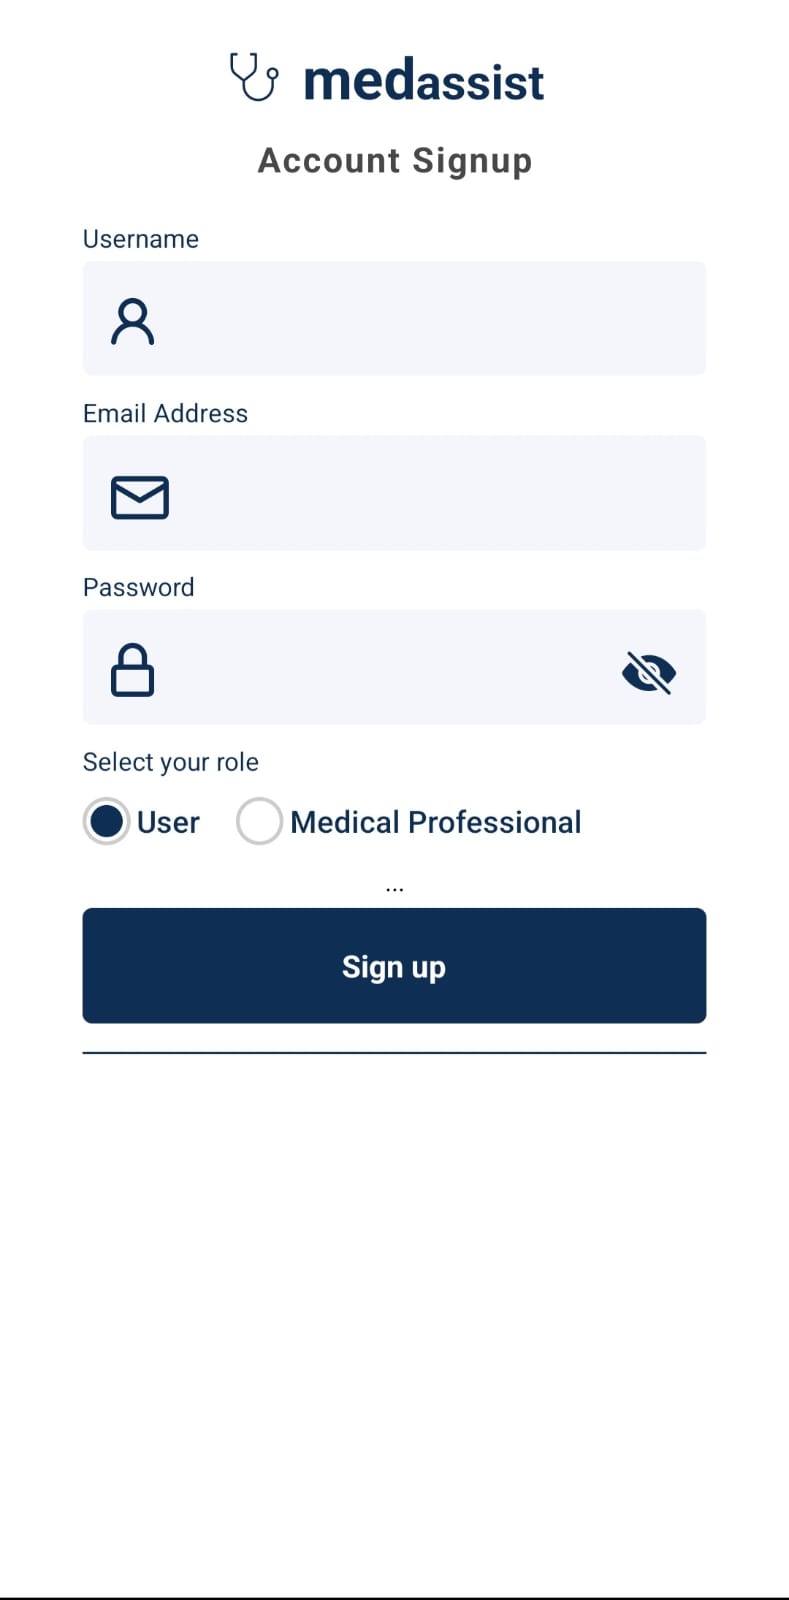 medassist
Account Signup
Username
Email Address
Password
Select your role
User Medical Professional
...
Sign up